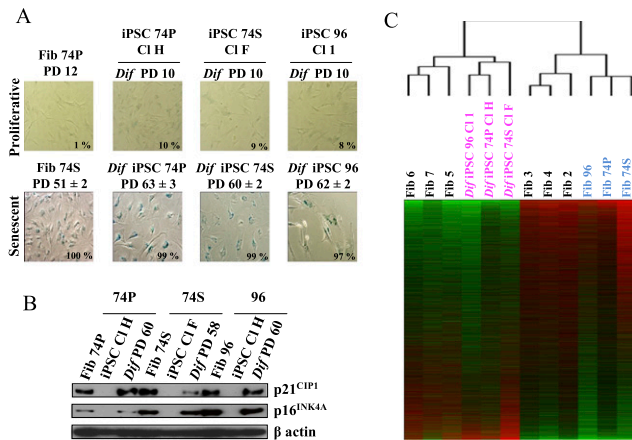 A
Proliferative
Fib 74P
PD 12
1 %
iPSC 74P
Cl H
Dif PD 10
10 %
iPSC 74S
Cl F
Dif PD 10
9 %
iPSC 96
Cl 1
Dif PD 10
8 %
Senescent
Fib 74S
PD 51 ± 2
100 %
Dif iPSC 74P
PD 63 ± 3
99 %
Dif iPSC 74S
PD 60 ± 2
99 %
Dif iPSC 96
PD 62 ± 2
97 %
B
74P
74S
96
Fib 74P
iPSC Cl H
Dif PD 60
Fib 74S
iPSC Cl F
Dif PD 58
Fib 96
iPSC Cl H
Dif PD 60
p21CIP1
p16INK4A
β actin
C
Fib 6
Fib 7
Fib 5
Dif iPSC 96 Cl 1
Dif iPSC 74P Cl H
Dif iPSC 74S Cl F
Fib 3
Fib 4
Fib 2
Fib 96
Fib 74P
Fib 74S